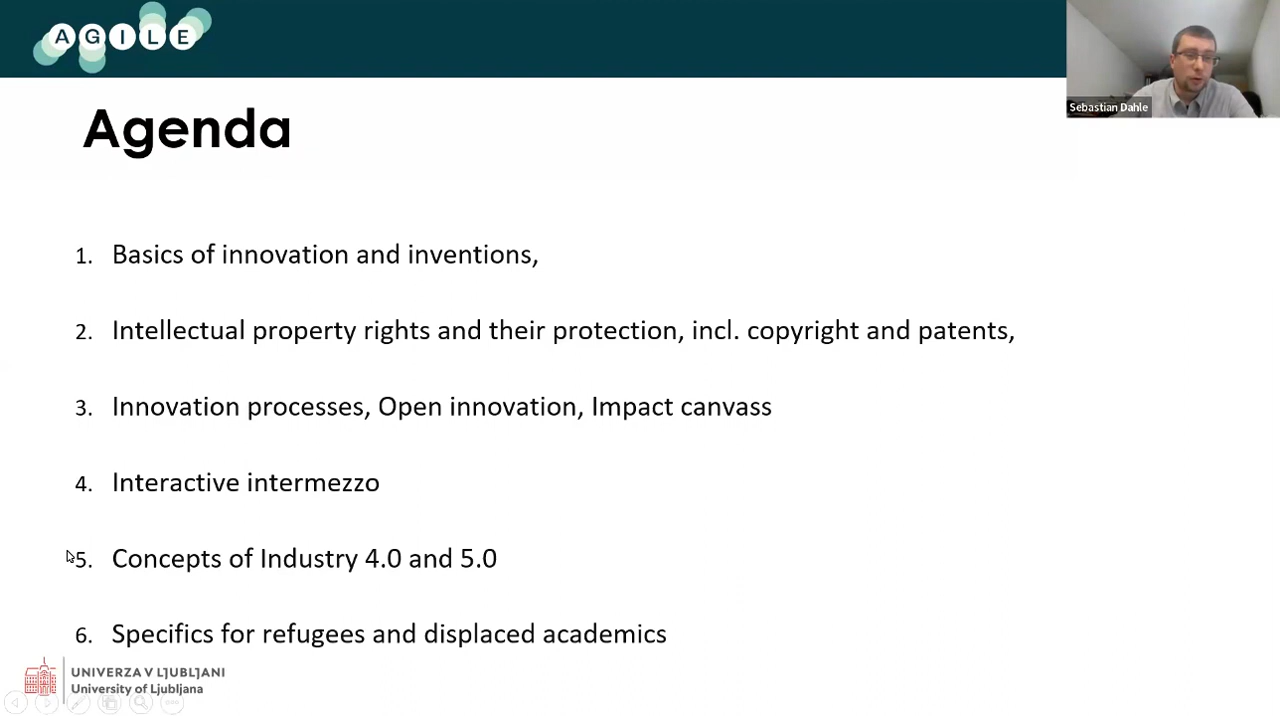 AGILE
Sebastian Dahle
Agenda
1. Basics of innovation and inventions,
2. Intellectual property rights and their protection, incl. copyright and patents,
3. Innovation processes, Open innovation, Impact canvass
4. Interactive intermezzo
5. Concepts of Industry 4.0 and 5.0
6. Specifics for refugees and displaced academics
UNIVERZA V LJUBLJANI
University of Ljubljana